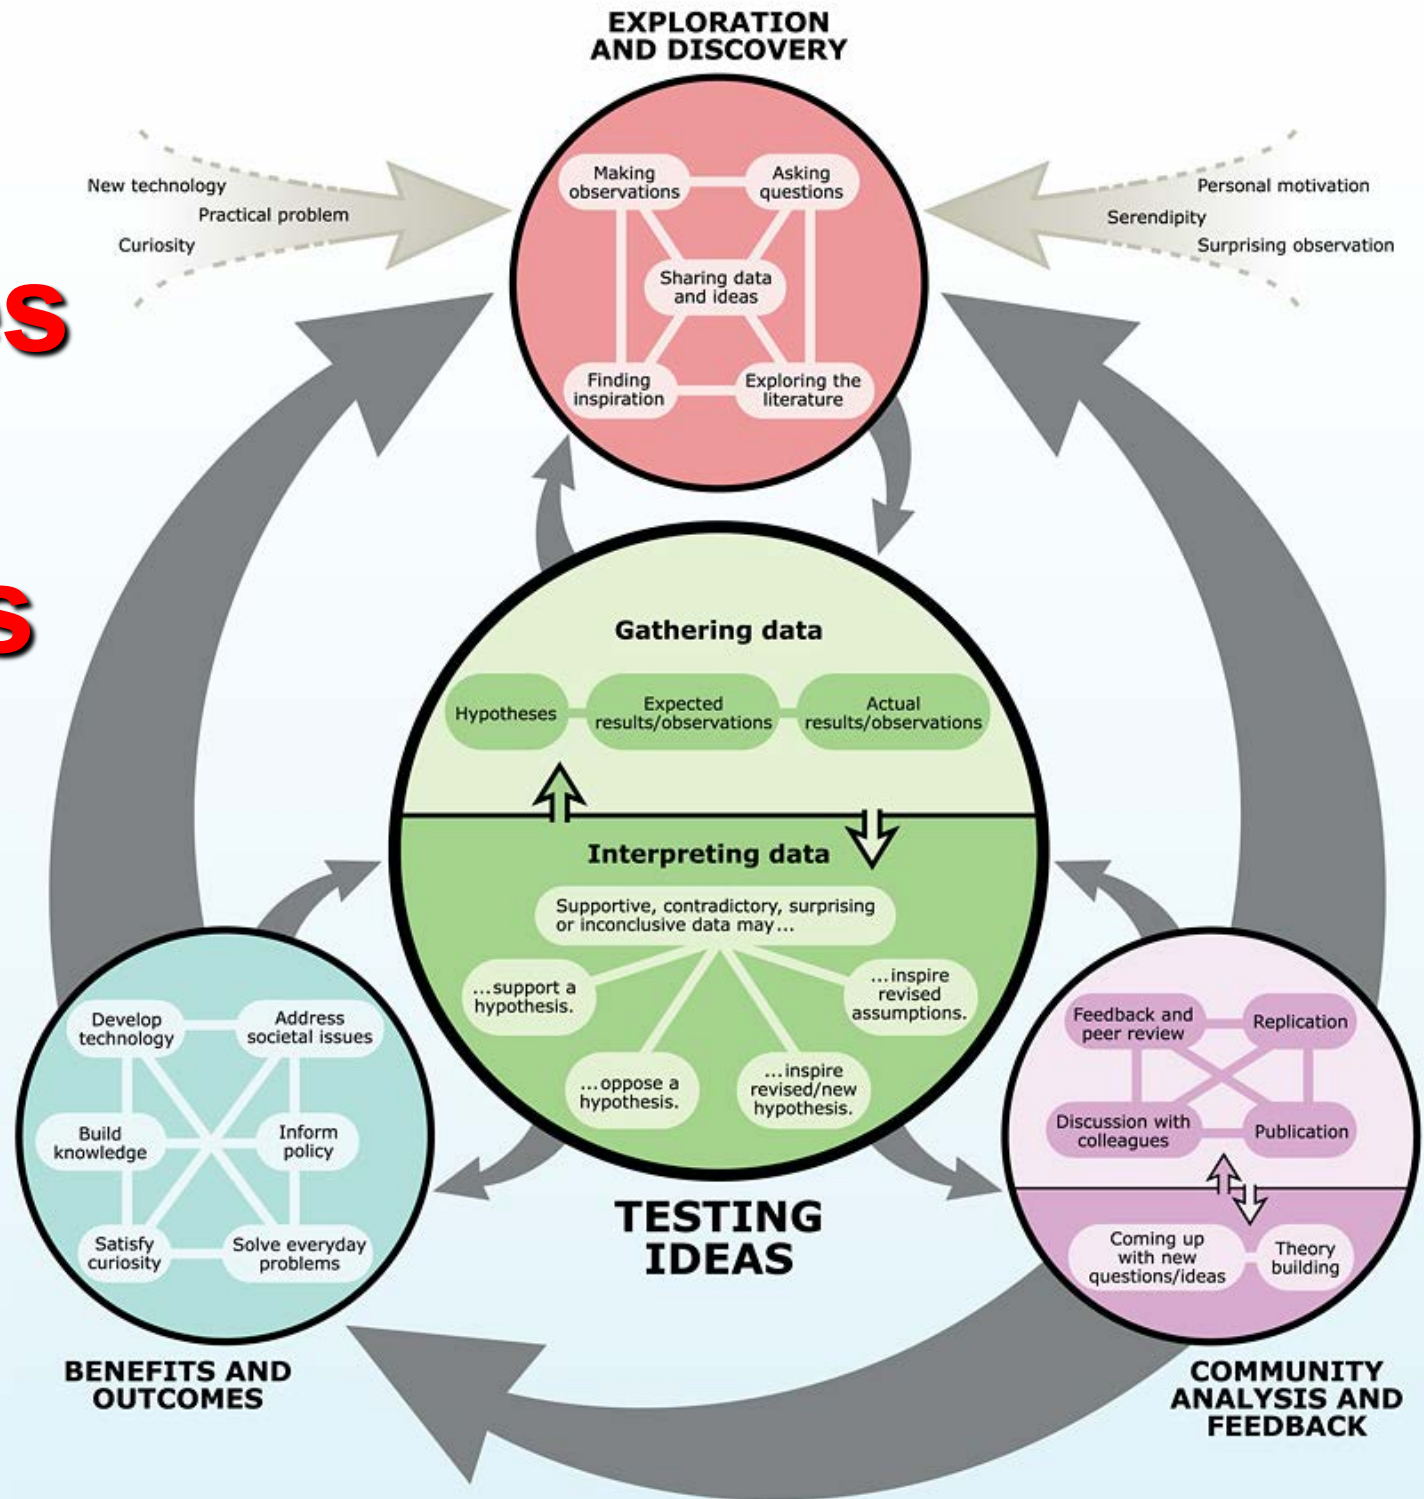 EXPLORATION
AND DISCOVERY
Making
observations
Asking
questions
New technology
Practical problem
Curiosity
Personal motivation
Serendipity
Surprising observation
Sharing data
and ideas
s
Finding
inspiration
Exploring the
literature
s
Gathering data
Hypotheses
Expected
results/observations
Actual
results/observations
Interpreting data
Supportive, contradictory, surprising
or inconclusive data may...
...support a
hypothesis.
...inspire
revised
assumptions.
...oppose a
hypothesis.
...inspire
revised/new
hypothesis.
Develop
technology
Address
societal issues
Build
knowledge
Inform
policy
Satisfy
curiosity
Solve everyday
problems
Feedback and
peer review
Replication
Discussion with
colleagues
Publication
Coming up
with new
questions/ideas
Theory
building
TESTING
IDEAS
BENEFITS AND
OUTCOMES
COMMUNITY
ANALYSIS AND
FEEDBACK